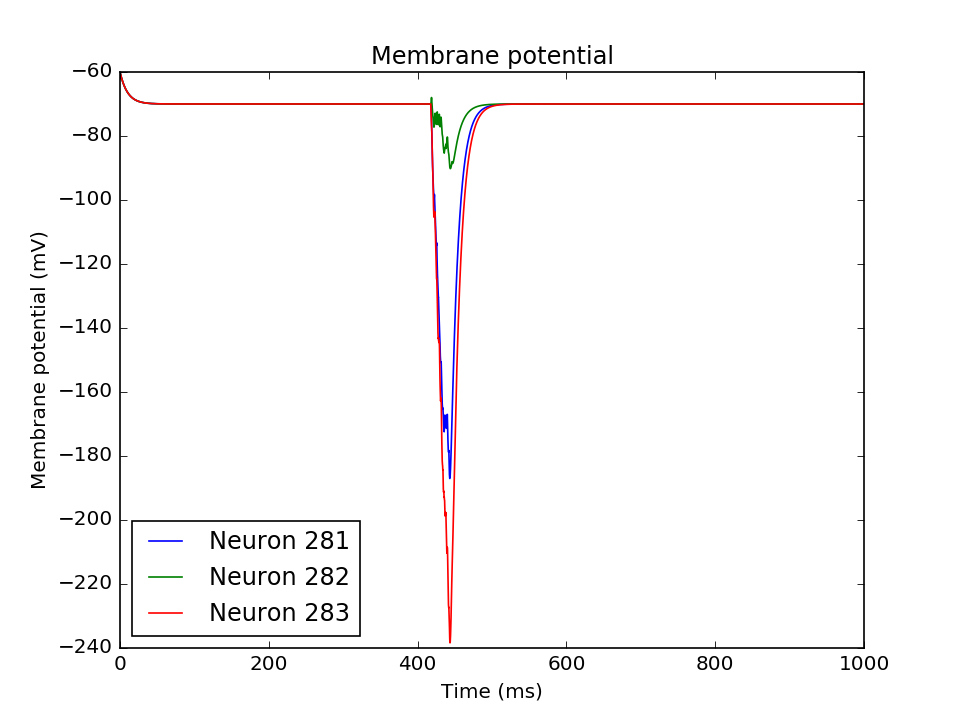 Membrane potential
−60
−80
−100
−120
−140
−160
−180
−200
−220
−240
Membrane potential (mV)
Neuron 281
Neuron 282
Neuron 283
0 200 400 600 800 1000
Time (ms)